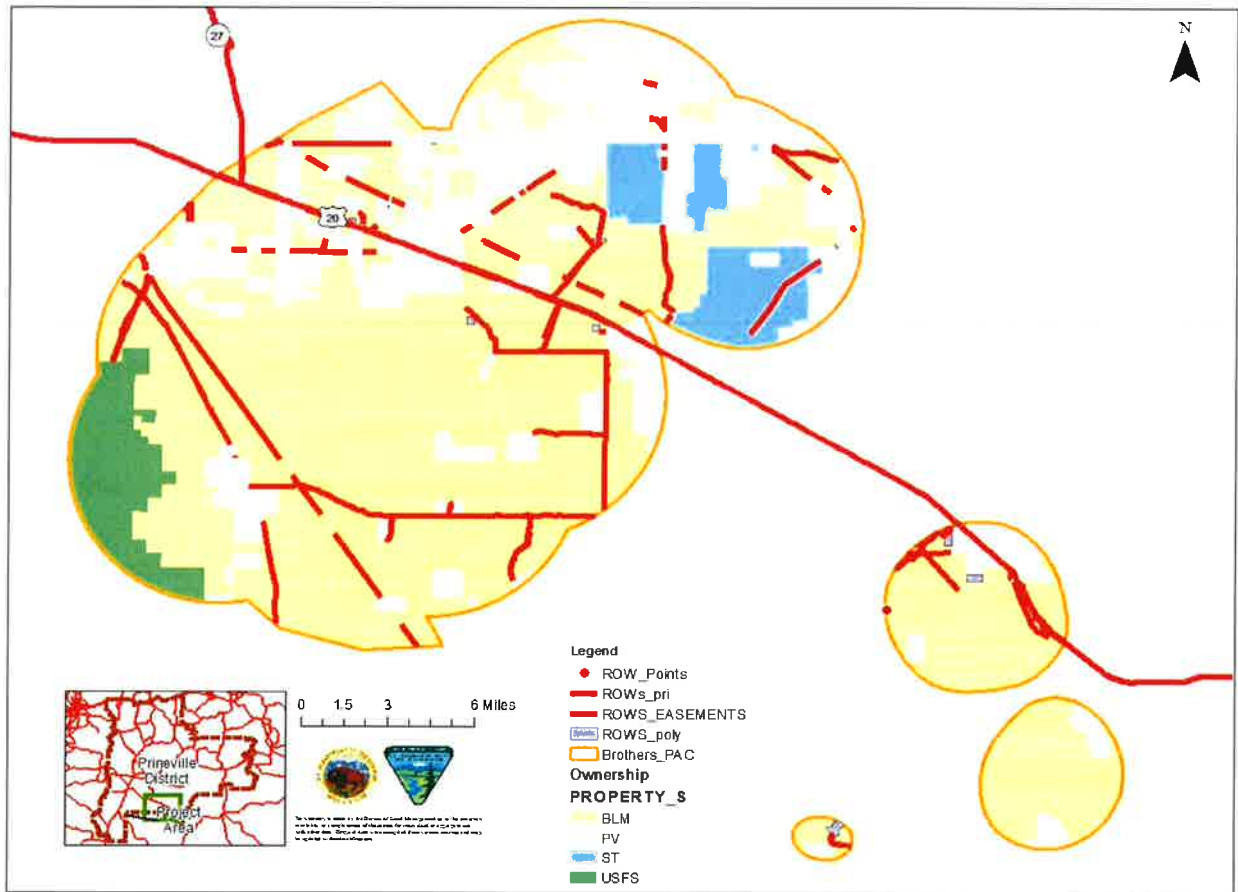 N
27
20
Legend
ROW_Points
ROWs_pri
ROWS_EASEMENTS
ROWS_poly
Brothers_PAC
Ownership
PROPERTY_S
BLM
PV
ST
USFS
0 1.5 3 6 Miles
Prineville
District
Project
Area